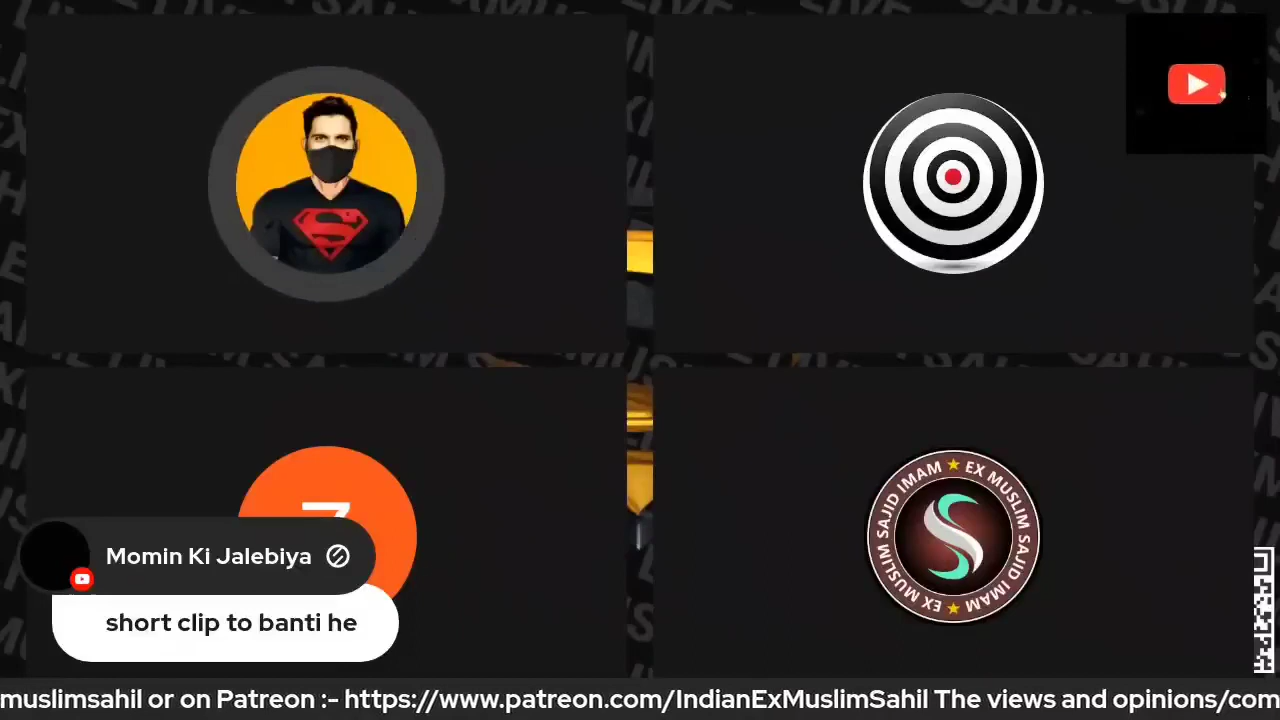 EX MUSLIM SAJID IMAM ★ EX MUSLIM SAJID IMAM ★
Momin Ki Jalebiya
short clip to banti he
muslimsahil or on Patreon :- https://www.patreon.com/IndianExMuslimSahil The views and opinions/com